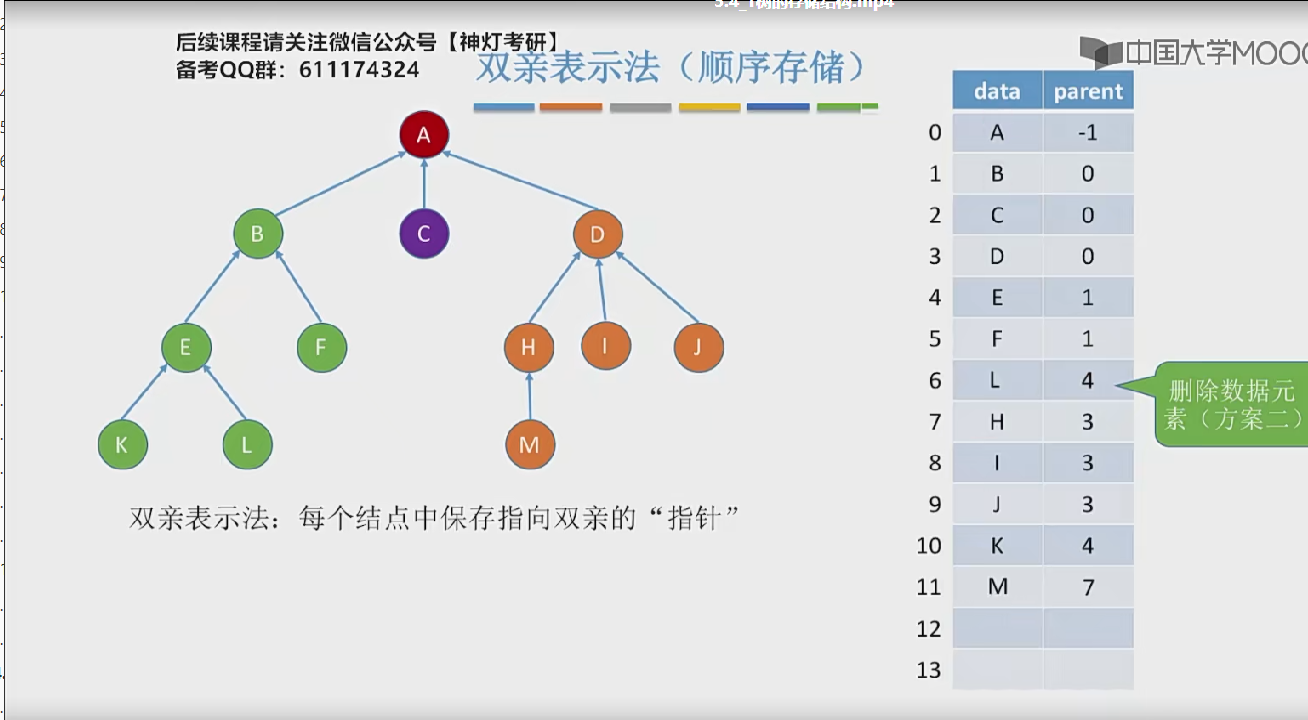 5.4_1树的存储结构.mp4
后续课程请关注微信公众号【神灯考研】
备考QQ群：611174324
双亲表示法（顺序存储）
中国大学MOOC
A
B
C
D
E
F
H
I
J
K
L
M
双亲表示法：每个结点中保存指向双亲的“指针”
data parent
0 A -1
1 B 0
2 C 0
3 D 0
4 E 1
5 F 1
6 L 4
7 H 3
8 I 3
9 J 3
10 K 4
11 M 7
12
13
删除数据元
素（方案二）